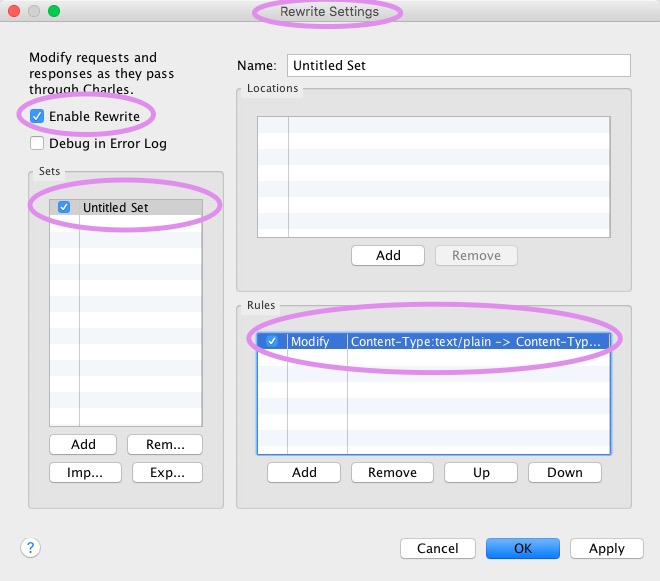 Rewrite Settings
Modify requests and
responses as they pass
through Charles.
Enable Rewrite
Debug in Error Log
Sets
Untitled Set
Add
Rem...
Imp...
Exp...
Name: Untitled Set
Locations
Add
Remove
Rules
Modify Content-Type:text/plain -> Content-Typ...
Add
Remove
Up
Down
?
Cancel
OK
Apply